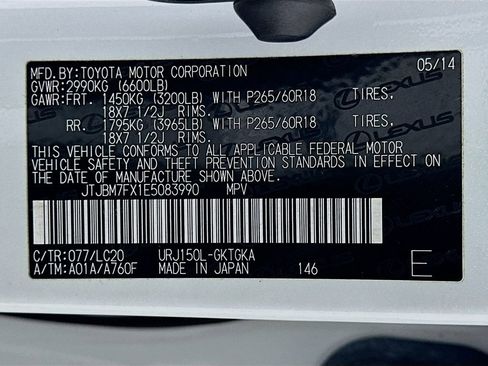 05/14
MFD.BY:TOYOTA MOTOR CORPORATION
GVWR:2990KG (6600LB)
GAWR:FRT. 1450KG (3200LB) WITH P265/60R18 TIRES,
18X7 1/2J RIMS,
RR. 1795KG (3965LB) WITH P265/60R18 TIRES,
18X7 1/2J RIMS.
THIS VEHICLE CONFORMS TO ALL APPLICABLE FEDERAL MOTOR
VEHICLE SAFETY AND THEFT PREVENTION STANDARDS IN EFFECT ON
THE DATE OF MANUFACTURE SHOWN ABOVE.
JTJBM7FX1E5083990 MPV
C/TR:077/LC20 URJ150L-GKTGKA
A/TM:A01A/A760F MADE IN JAPAN 146 E
LEXUS
LEXUS